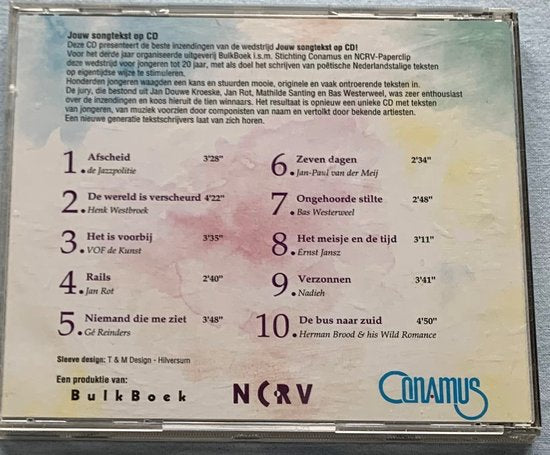 Jouw songtekst op CD
Deze CD presenteert de beste inzendingen van de wedstrijd Jouw songtekst op CD!
Voor het derde jaar organiseerde uitgeverij BulkBoek i.s.m. Stichting Conamus en NCRV-Paperclip
deze wedstrijd voor jongeren tot 20 jaar, met als doel het schrijven van poëtische Nederlandstalige teksten
op eigentijdse wijze te stimuleren.
Honderden jongeren waagden een kans en stuurden mooie, originele en vaak ontroerende teksten in.
De jury, die bestond uit Jan Douwe Kroeske, Jan Rot, Mathilde Santing en Bas Westerweel, was zeer enthousiast
over de inzendingen en koos hieruit de tien winnaars. Het resultaat is opnieuw een unieke CD met teksten
van jongeren, van muziek voorzien door componisten van naam en vertolkt door bekende artiesten.
Een nieuwe generatie tekstschrijvers laat van zich horen.
1. Afscheid 3'28"
de Jazzpolitie
2. De wereld is verscheurd 4'22"
Henk Westbroek
3. Het is voorbij 3'35"
VOF de Kunst
4. Rails 2'40"
Jan Rot
5. Niemand die me ziet 3'48"
Gé Reinders
6. Zeven dagen 2'34"
Jan-Paul van der Meij
7. Ongehoorde stilte 2'48"
Bas Westerweel
8. Het meisje en de tijd 3'11"
Ernst Jansz
9. Verzonnen 3'41"
Nadieh
10. De bus naar zuid 4'50"
Herman Brood & his Wild Romance
Sleeve design: T & M Design - Hilversum
Een produktie van:
BulkBoek NCRV CONAMUS